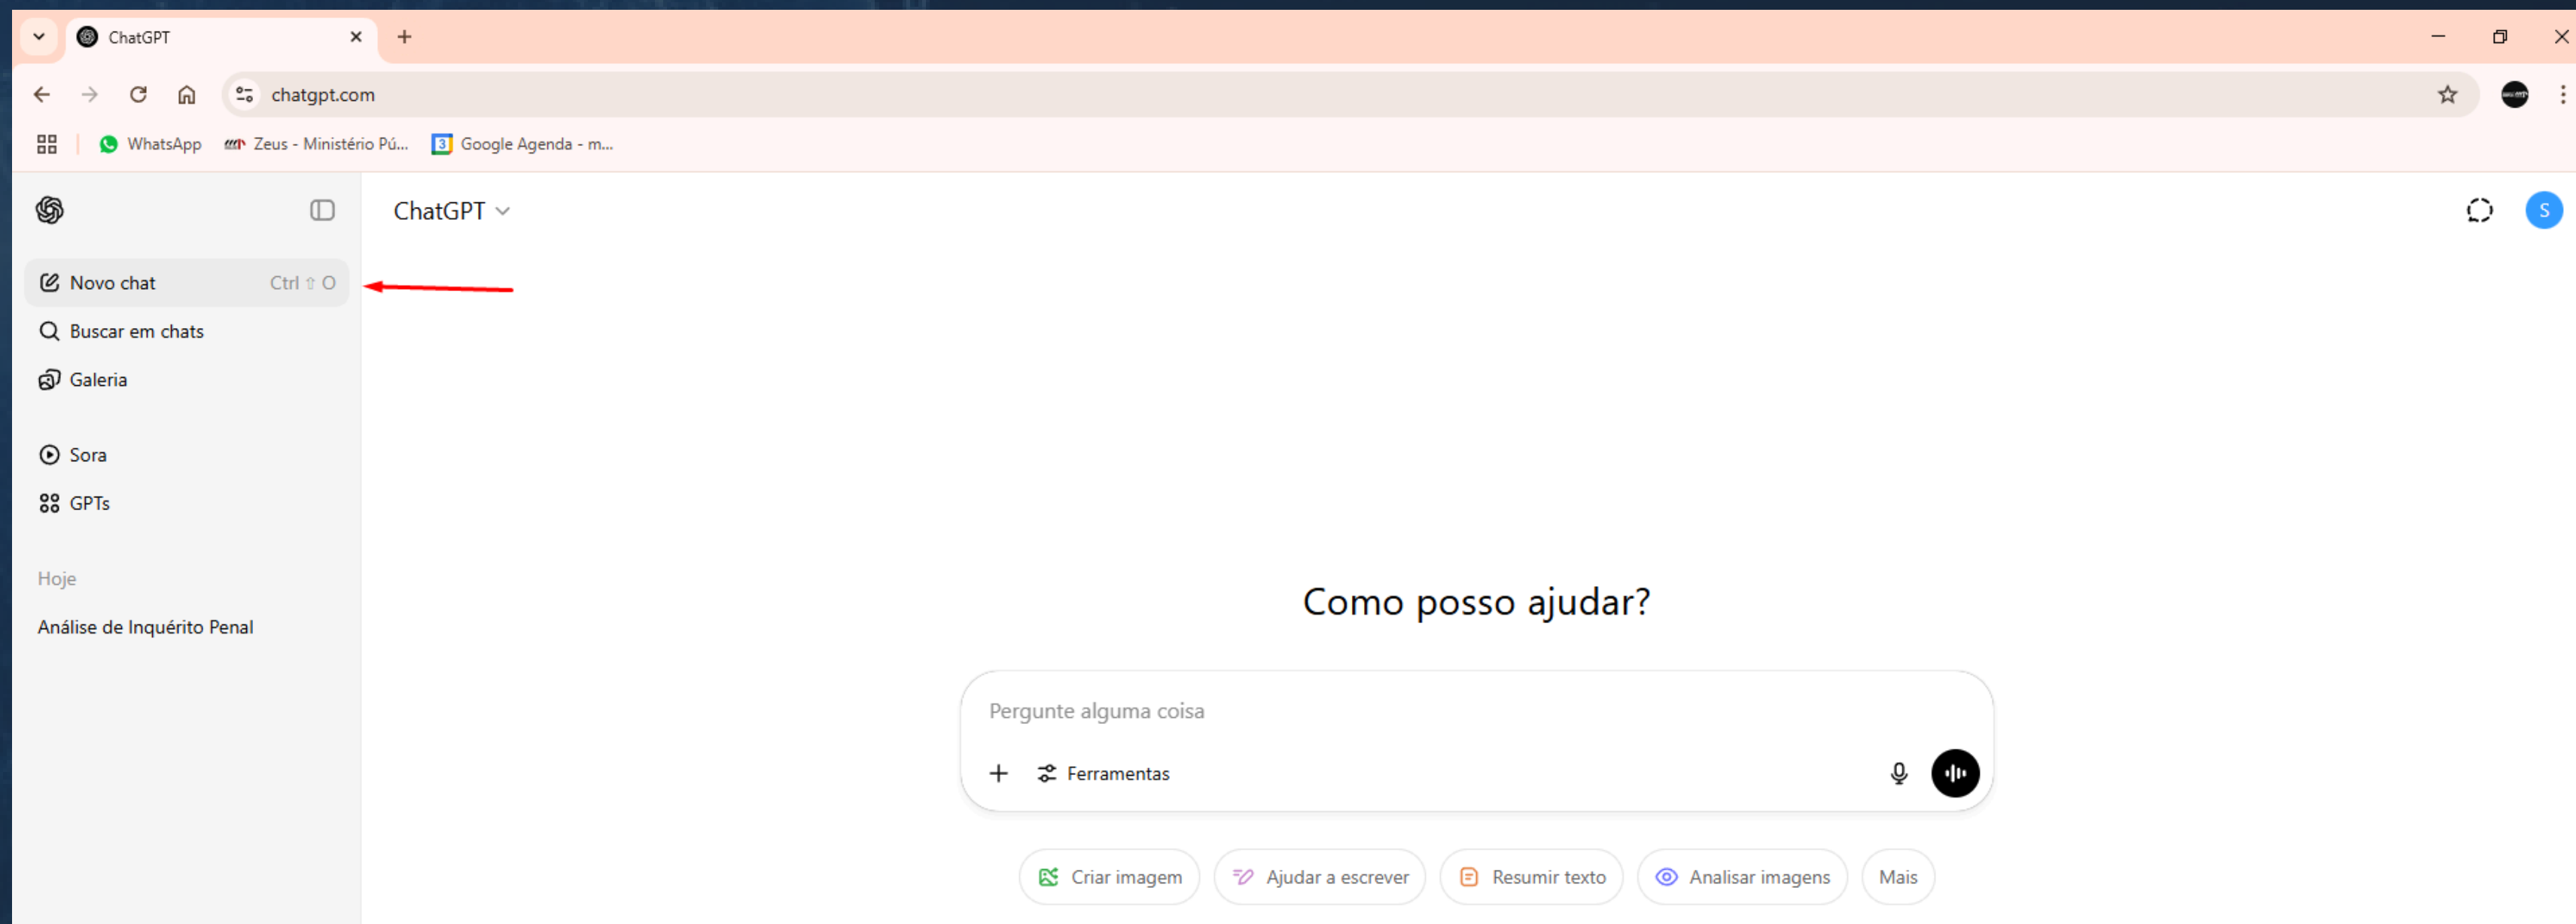 ChatGPT
chatgpt.com
WhatsApp Zeus - Ministério Pú... 3 Google Agenda - m...
ChatGPT
S
Novo chat Ctrl ⇧ O
Buscar em chats
Galeria
Sora
GPTs
Hoje
Análise de Inquérito Penal
Como posso ajudar?
Pergunte alguma coisa
Ferramentas
Criar imagem Ajudar a escrever Resumir texto Analisar imagens Mais